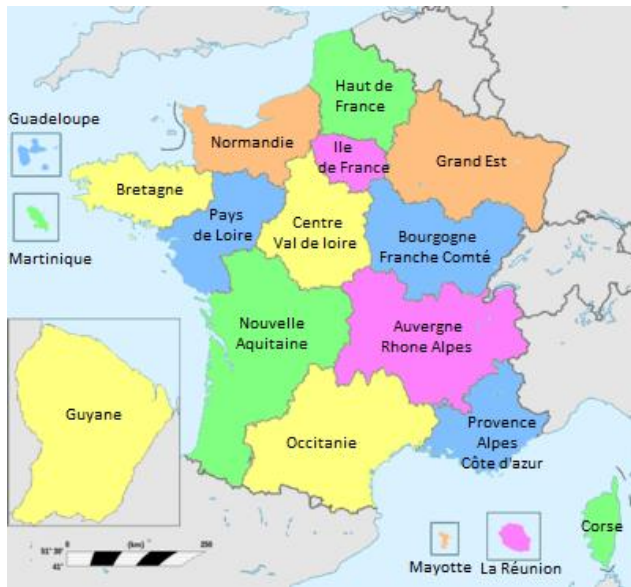 Haut de
France
Guadeloupe
Normandie
Ile
de France
Grand Est
Bretagne
Pays
de Loire
Centre
Val de loire
Bourgogne
Franche Comté
Martinique
Nouvelle
Aquitaine
Auvergne
Rhone Alpes
Guyane
Occitanie
Provence
Alpes
Côte d'azur
Corse
0 (km) 250
Mayotte
La Réunion